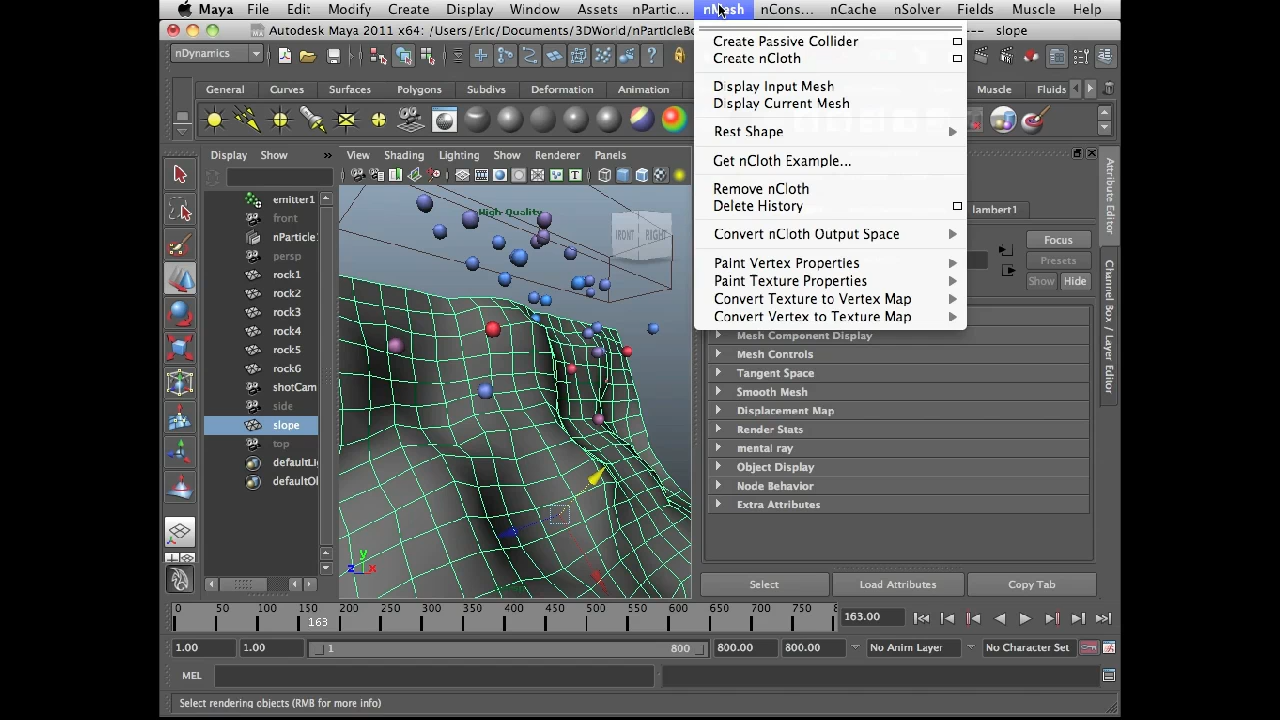 Maya File Edit Modify Create Display Window Assets nPartic... nMesh nCons... nCache nSolver Fields Muscle Help
Autodesk Maya 2011 x64: /Users/Eric/Documents/3DWorld/nParticleBo
--- slope
nDynamics
Create Passive Collider
Create nCloth
Display Input Mesh
Display Current Mesh
Rest Shape
Get nCloth Example...
Remove nCloth
Delete History
Convert nCloth Output Space
Paint Vertex Properties
Paint Texture Properties
Convert Texture to Vertex Map
Convert Vertex to Texture Map
General Curves Surfaces Polygons Subdivs Deformation Animation Muscle Fluids
Display Show » View Shading Lighting Show Renderer Panels
emitter1
front
nParticle
persp
rock1
rock2
rock3
rock4
rock5
rock6
shotCam
side
slope
top
defaultLi
defaultOl
High Quality
FRONT RIGHT
y
z x
lambert1
Focus
Presets
Show Hide
Mesh Component Display
Mesh Controls
Tangent Space
Smooth Mesh
Displacement Map
Render Stats
mental ray
Object Display
Node Behavior
Extra Attributes
Select Load Attributes Copy Tab
Attribute Editor
Channel Box / Layer Editor
0 50 100 150 200 250 300 350 400 450 500 550 600 650 700 750 8
163
163.00
1.00 1.00 1 800 800.00 800.00 No Anim Layer No Character Set
MEL
Select rendering objects (RMB for more info)